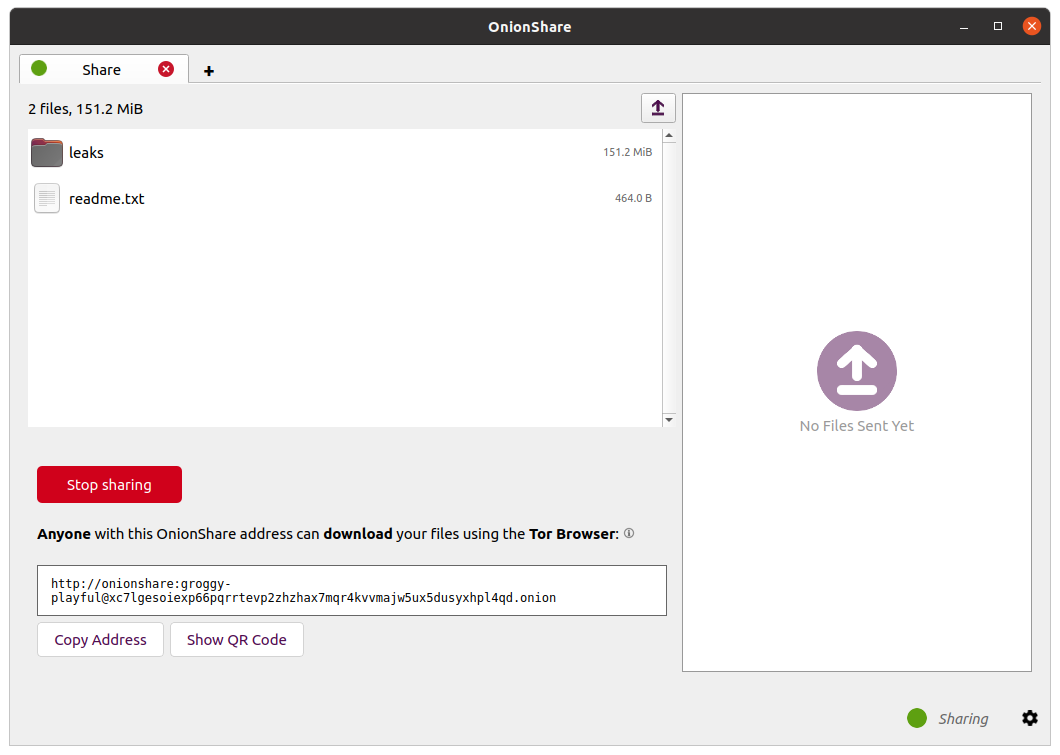 OnionShare
Share
+
2 files, 151.2 MiB
leaks 151.2 MiB
readme.txt 464.0 B
No Files Sent Yet
Stop sharing
Anyone with this OnionShare address can download your files using the Tor Browser:
http://onionshare:groggy-
playful@xc7lgesoiexp66pqrrtevp2zhzhax7mqr4kvvmajw5ux5dusyxhpl4qd.onion
Copy Address Show QR Code
Sharing